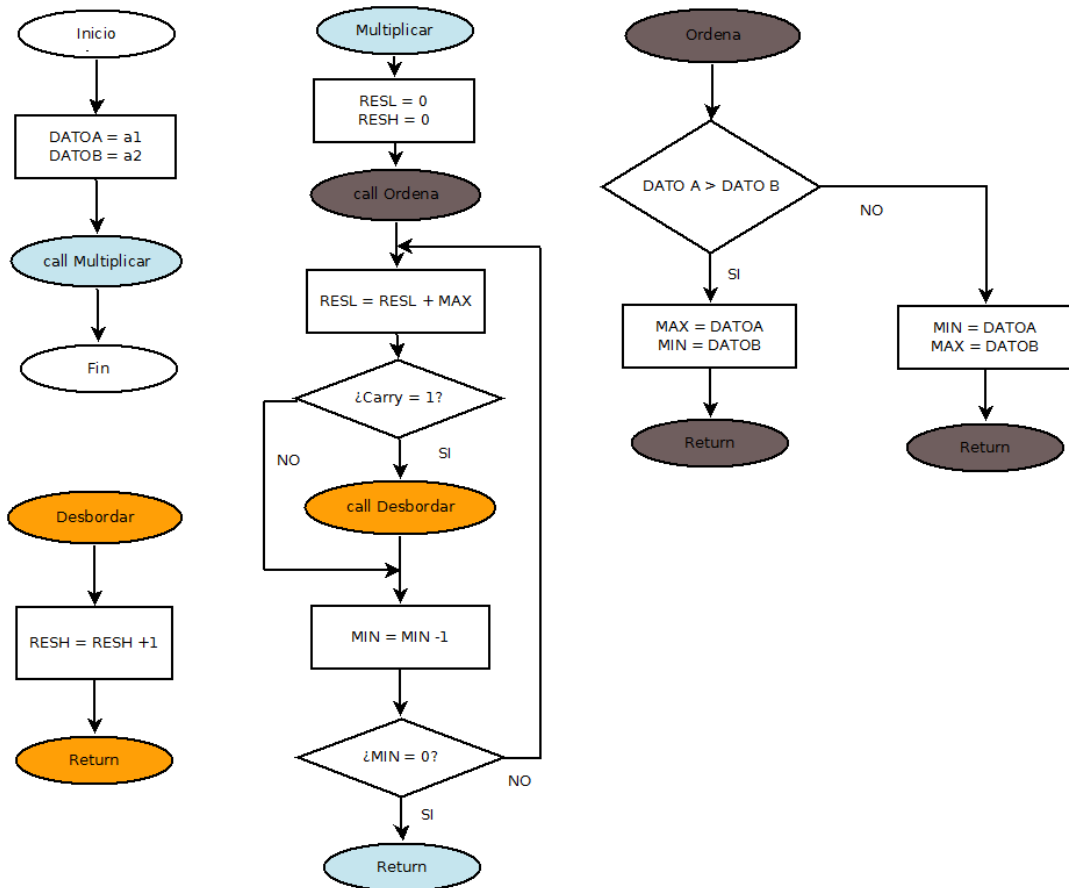 Inicio
DATOA = a1
DATOB = a2
call Multiplicar
Fin
Desbordar
RESH = RESH +1
Return
Multiplicar
RESL = 0
RESH = 0
call Ordena
RESL = RESL + MAX
¿Carry = 1?
NO
SI
call Desbordar
MIN = MIN -1
¿MIN = 0?
NO
SI
Return
Ordena
DATO A > DATO B
NO
SI
MAX = DATOA
MIN = DATOB
Return
MIN = DATOA
MAX = DATOB
Return